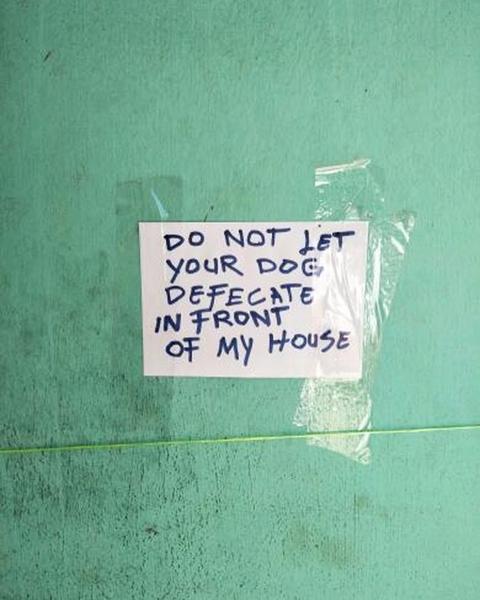 DO NOT LET
YOUR DOG
DEFECATE
IN FRONT
OF MY HOUSE